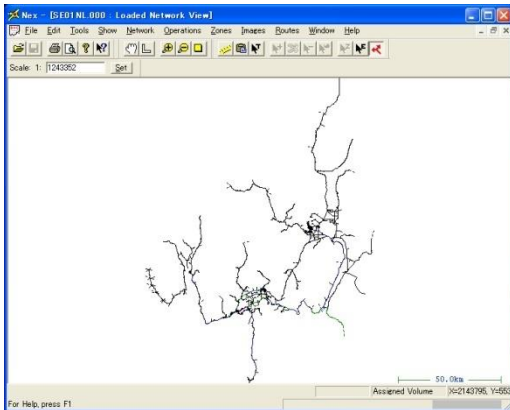 Nex - [SE01NL.000 : Loaded Network View]
File Edit Tools Show Network Operations Zones Images Routes Window Help
Scale: 1: 1243352 Set
50.0km
Assigned Volume X=2143795, Y=553
For Help, press F1